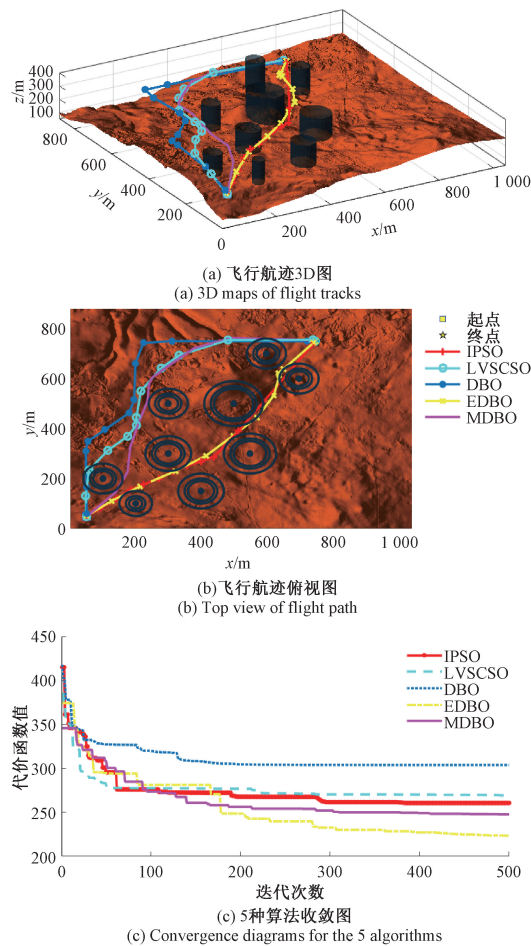 400
300
200
100
z/m
800
600
400
200
y/m
0
200
400
600
800
1 000
x/m
(a) 飞行航迹3D图
(a) 3D maps of flight tracks
800
600
400
200
0
y/m
200
400
600
800
1 000
x/m
起点
终点
IPSO
LVSCSO
DBO
EDBO
MDBO
(b)飞行航迹俯视图
(b) Top view of flight path
450
400
350
300
250
200
代价函数值
IPSO
LVSCSO
DBO
EDBO
MDBO
0
100
200
300
400
500
迭代次数
(c) 5种算法收敛图
(c) Convergence diagrams for the 5 algorithms